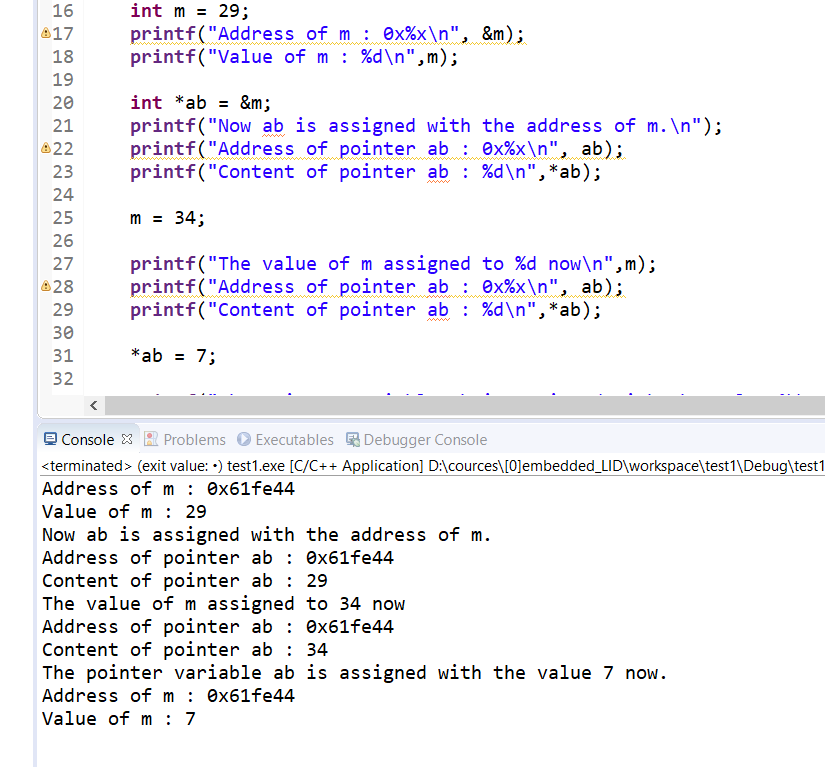 16 int m = 29;
17 printf("Address of m : 0x%x\n", &m);
18 printf("Value of m : %d\n",m);
19
20 int *ab = &m;
21 printf("Now ab is assigned with the address of m.\n");
22 printf("Address of pointer ab : 0x%x\n", ab);
23 printf("Content of pointer ab : %d\n",*ab);
24
25 m = 34;
26
27 printf("The value of m assigned to %d now\n",m);
28 printf("Address of pointer ab : 0x%x\n", ab);
29 printf("Content of pointer ab : %d\n",*ab);
30
31 *ab = 7;
32
Console Problems Executables Debugger Console
<terminated> (exit value: •) test1.exe [C/C++ Application] D:\cources\[0]embedded_LID\workspace\test1\Debug\test1
Address of m : 0x61fe44
Value of m : 29
Now ab is assigned with the address of m.
Address of pointer ab : 0x61fe44
Content of pointer ab : 29
The value of m assigned to 34 now
Address of pointer ab : 0x61fe44
Content of pointer ab : 34
The pointer variable ab is assigned with the value 7 now.
Address of m : 0x61fe44
Value of m : 7